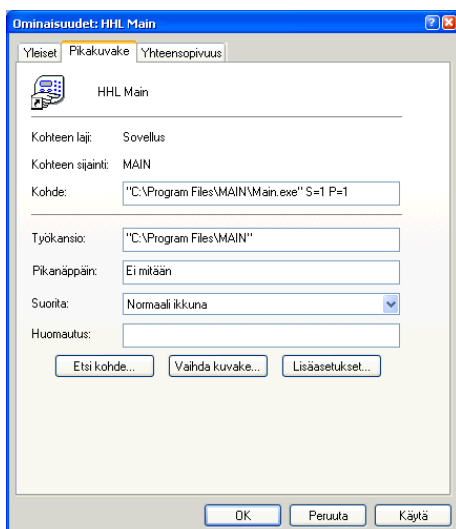 Ominaisuudet: HHL Main
Yleiset Pikakuvake Yhteensopivuus
HHL Main
Kohteen laji: Sovellus
Kohteen sijainti: MAIN
Kohde: "C:\Program Files\MAIN\Main.exe" S=1 P=1
Työkansio: "C:\Program Files\MAIN"
Pikanäppäin: Ei mitään
Suorita: Normaali ikkuna
Huomautus:
Etsi kohde... Vaihda kuvake... Lisäasetukset...
OK Peruuta Käytä